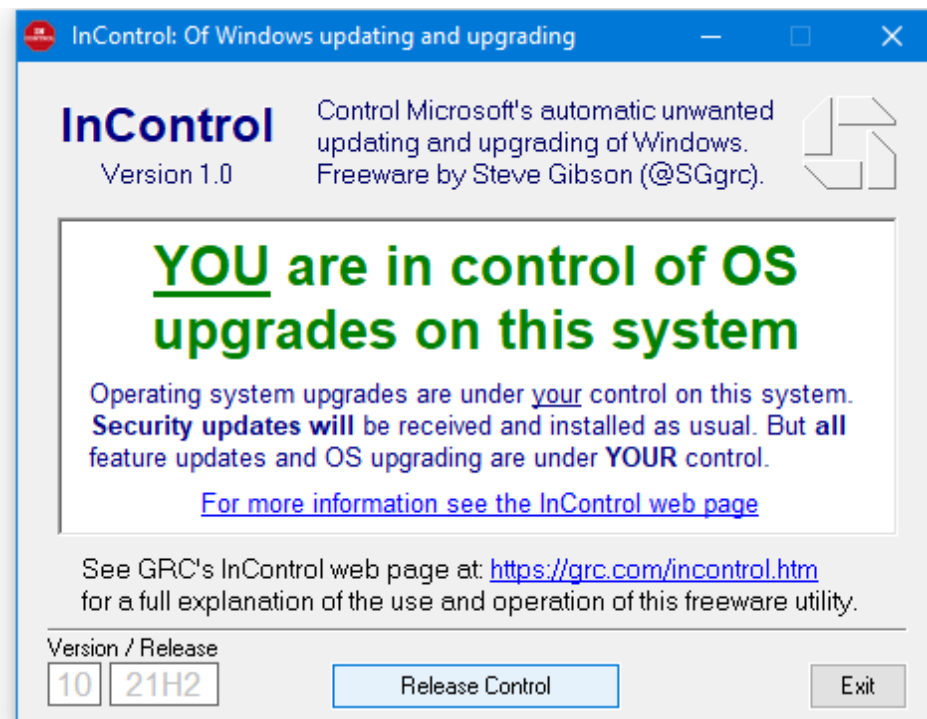 InControl: Of Windows updating and upgrading
InControl
Version 1.0
Control Microsoft's automatic unwanted
updating and upgrading of Windows.
Freeware by Steve Gibson (@SGgrc).
YOU are in control of OS
upgrades on this system
Operating system upgrades are under your control on this system.
Security updates will be received and installed as usual. But all
feature updates and OS upgrading are under YOUR control.
For more information see the InControl web page
See GRC's InControl web page at: https://grc.com/incontrol.htm
for a full explanation of the use and operation of this freeware utility.
Version / Release
10 21H2
Release Control
Exit